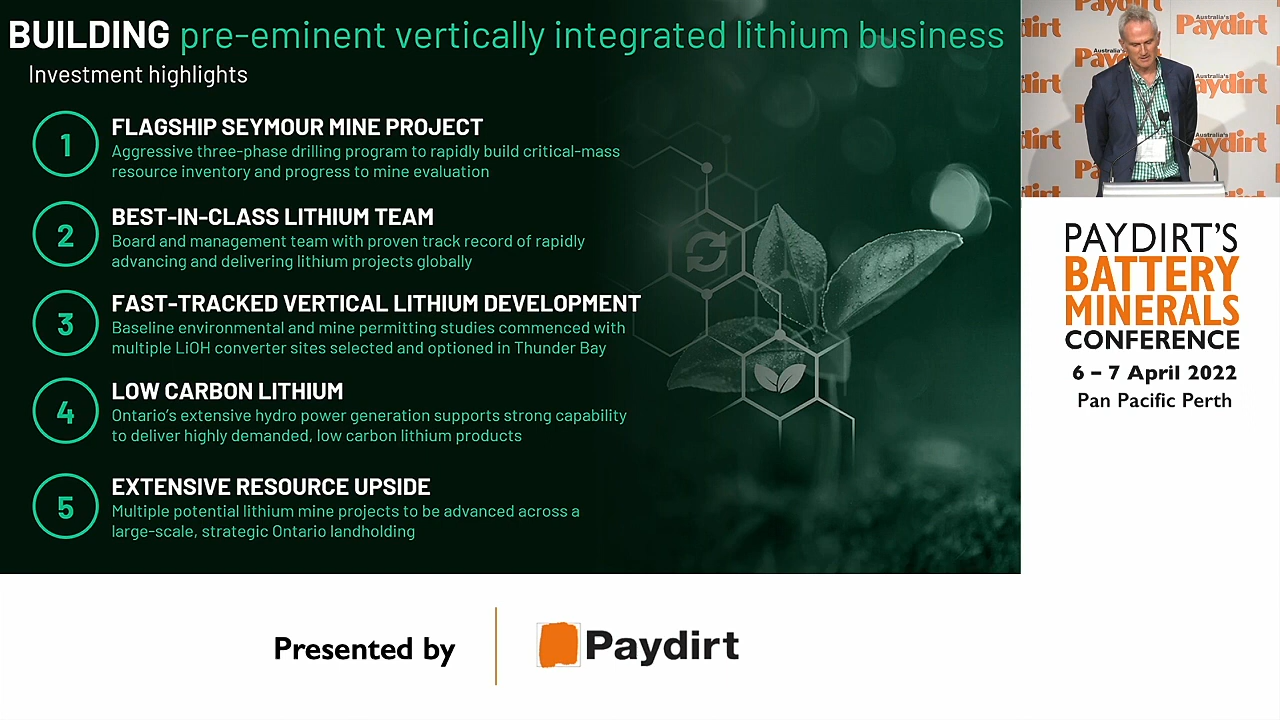 BUILDING pre-eminent vertically integrated lithium business
Investment highlights
1
FLAGSHIP SEYMOUR MINE PROJECT
Aggressive three-phase drilling program to rapidly build critical-mass
resource inventory and progress to mine evaluation
2
BEST-IN-CLASS LITHIUM TEAM
Board and management team with proven track record of rapidly
advancing and delivering lithium projects globally
3
FAST-TRACKED VERTICAL LITHIUM DEVELOPMENT
Baseline environmental and mine permitting studies commenced with
multiple LiOH converter sites selected and optioned in Thunder Bay
4
LOW CARBON LITHIUM
Ontario's extensive hydro power generation supports strong capability
to deliver highly demanded, low carbon lithium products
5
EXTENSIVE RESOURCE UPSIDE
Multiple potential lithium mine projects to be advanced across a
large-scale, strategic Ontario landholding
Australia's
Paydirt
PAYDIRT'S
BATTERY
MINERALS
CONFERENCE
6 – 7 April 2022
Pan Pacific Perth
Presented by
Paydirt